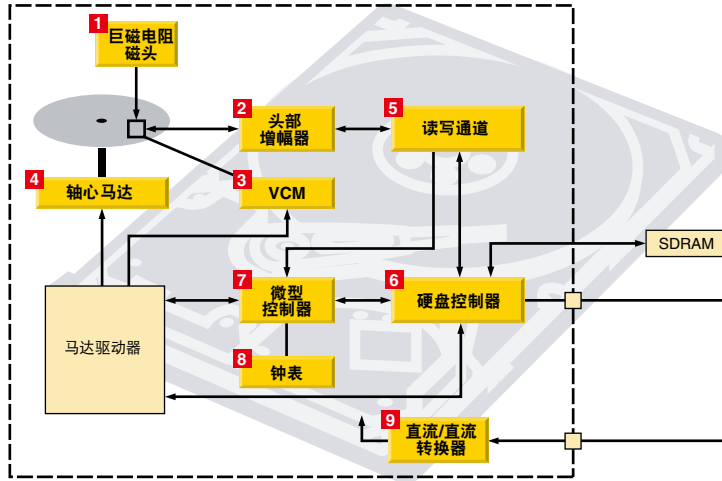 1
巨磁电阻
磁头
2
头部
增幅器
5
读写通道
4
轴心马达
3
VCM
SDRAM
7
微型
控制器
6
硬盘控制器
马达驱动器
8
钟表
9
直流/直流
转换器